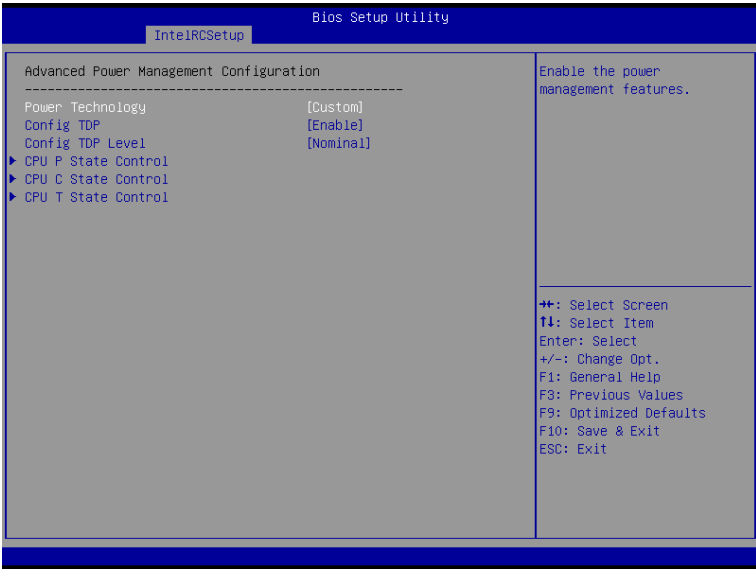 Bios Setup Utility
IntelRCSetup
Advanced Power Management Configuration
--------------------------------------------------
Power Technology [Custom]
Config TDP [Enable]
Config TDP Level [Nominal]
CPU P State Control
CPU C State Control
CPU T State Control
Enable the power
management features.
→←: Select Screen
↑↓: Select Item
Enter: Select
+/-: Change Opt.
F1: General Help
F3: Previous Values
F9: Optimized Defaults
F10: Save & Exit
ESC: Exit